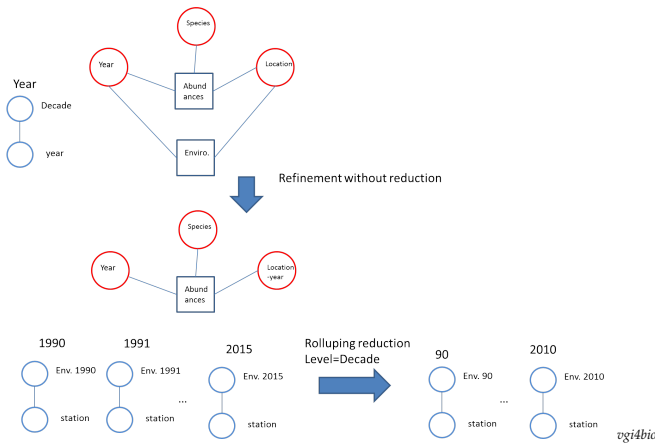 Species
Year
Location
Abund
ances
Enviro.
Year
Decade
year
Refinement without reduction
Species
Year
Location
-year
Abund
ances
1990
1991
2015
Env. 1990
Env. 1991
Env. 2015
station
station
...
station
Rolluping reduction
Level=Decade
90
2010
Env. 90
Env. 2010
...
station
station